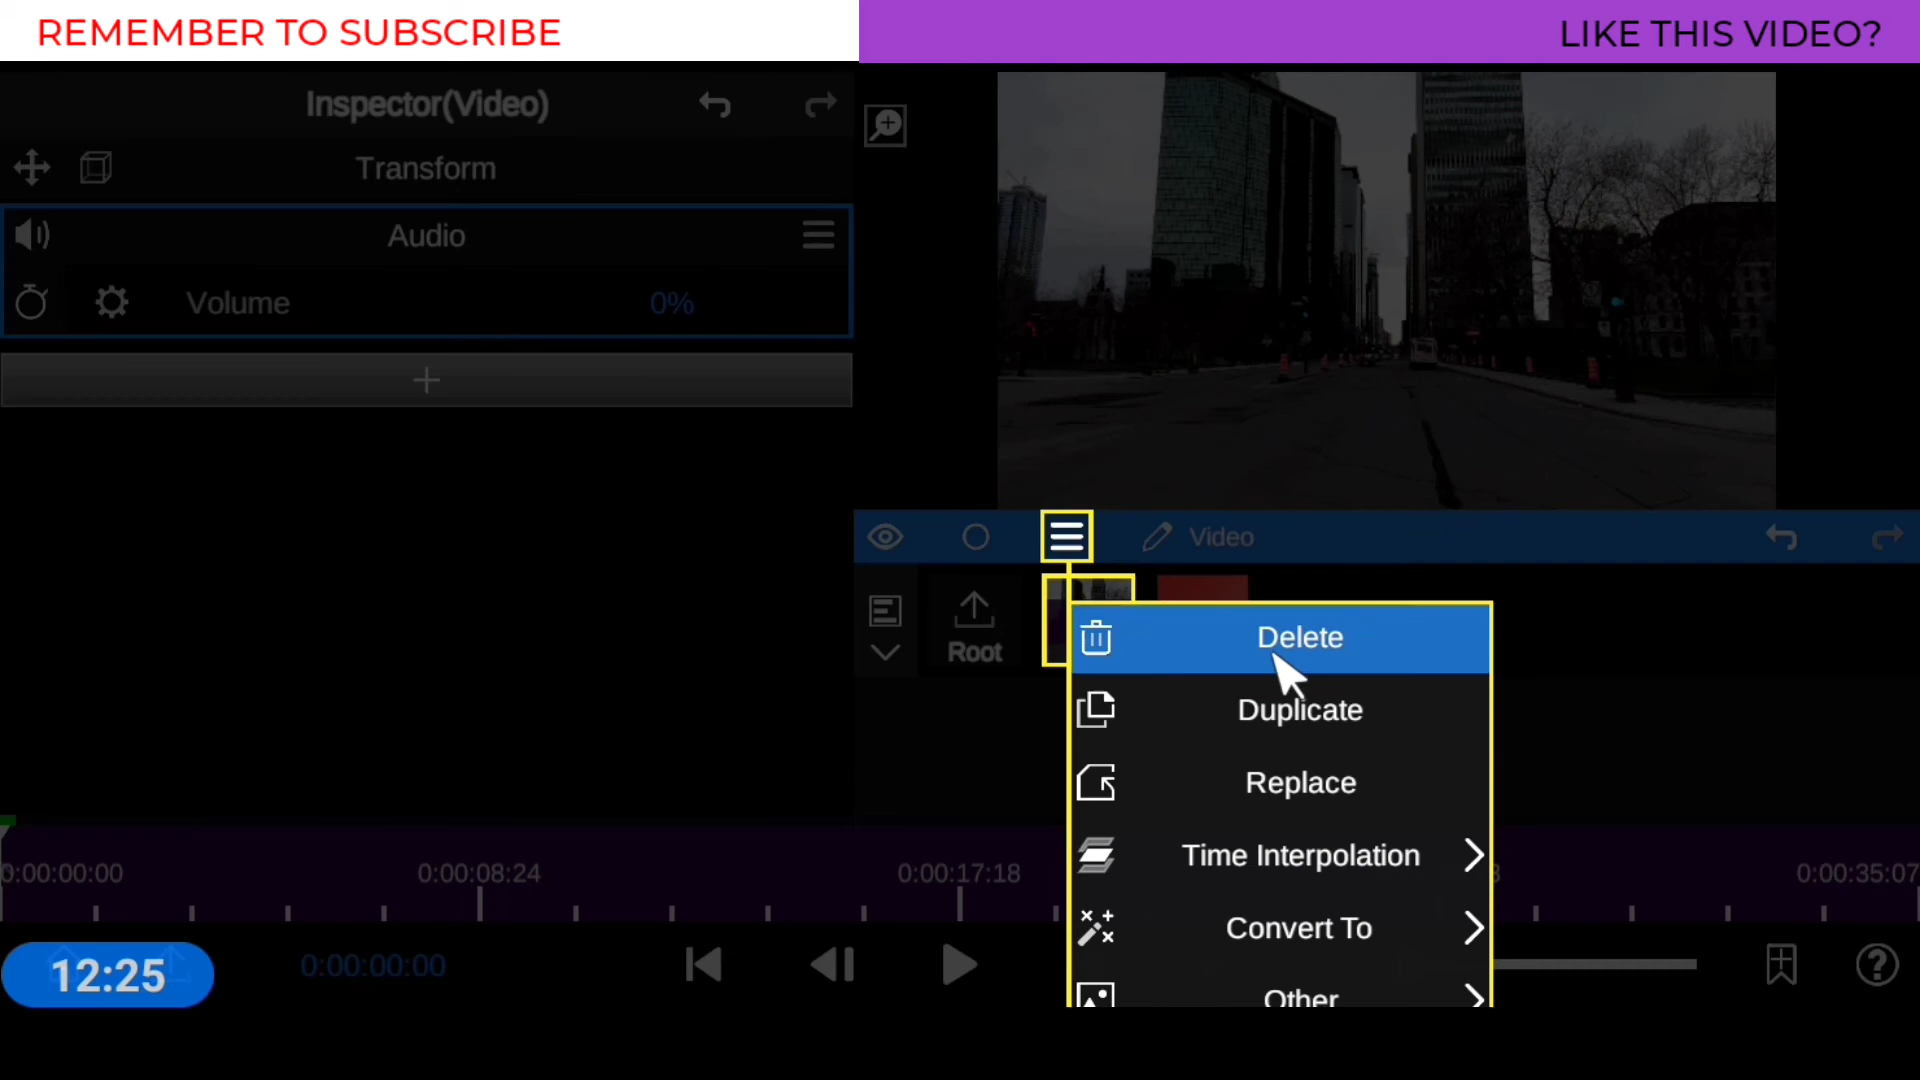 REMEMBER TO SUBSCRIBE
LIKE THIS VIDEO?
Inspector(Video)
Transform
Audio
Volume 0%
Video
Root
Delete
Duplicate
Replace
Time Interpolation
Convert To
Other
0:00:00:00 0:00:08:24 0:00:17:18 0:00:35:07
12:25
0:00:00:00